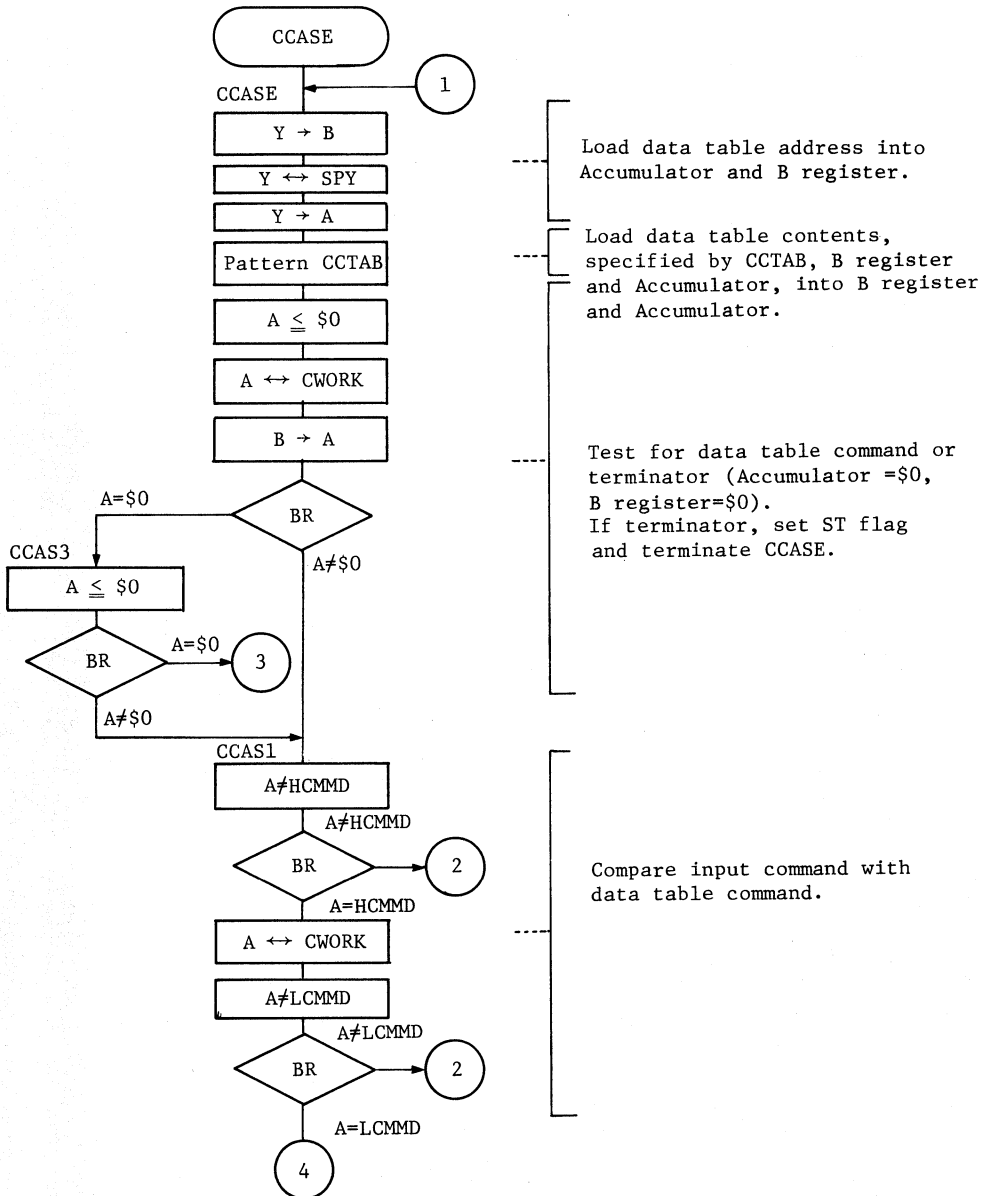 CCASE
1
CCASE
Y → B
Y ↔ SPY
Y → A
Pattern CCTAB
A ≦ $0
A ↔ CWORK
B → A
BR
A=$0
A≠$0
CCAS3
A ≦ $0
BR
A=$0
3
A≠$0
CCAS1
A≠HCMMD
A≠HCMMD
BR
2
A=HCMMD
A ↔ CWORK
A≠LCMMD
A≠LCMMD
BR
2
A=LCMMD
4
Load data table address into
Accumulator and B register.
Load data table contents,
specified by CCTAB, B register
and Accumulator, into B register
and Accumulator.
Test for data table command or
terminator (Accumulator =$0,
B register=$0).
If terminator, set ST flag
and terminate CCASE.
Compare input command with
data table command.